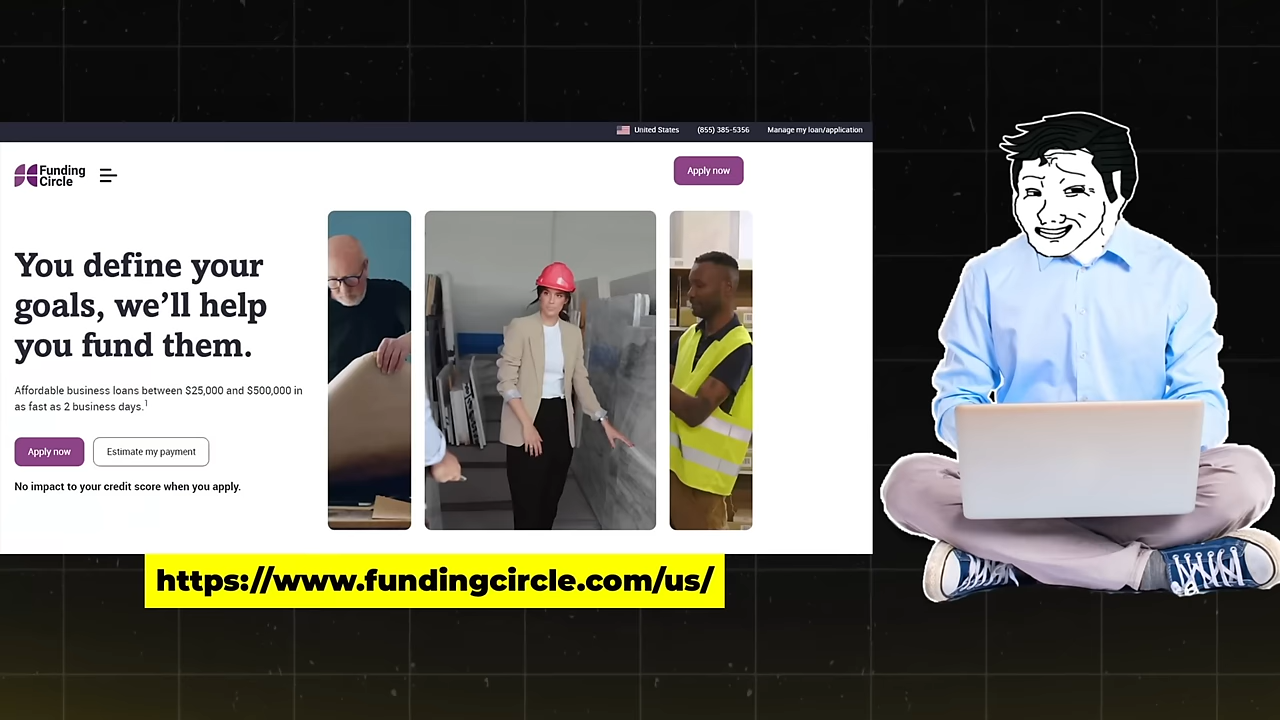 United States (855) 385-5356 Manage my loan/application
Funding
Circle
Apply now
You define your
goals, we’ll help
you fund them.
Affordable business loans between $25,000 and $500,000 in
as fast as 2 business days.1
Apply now Estimate my payment
No impact to your credit score when you apply.
https://www.fundingcircle.com/us/